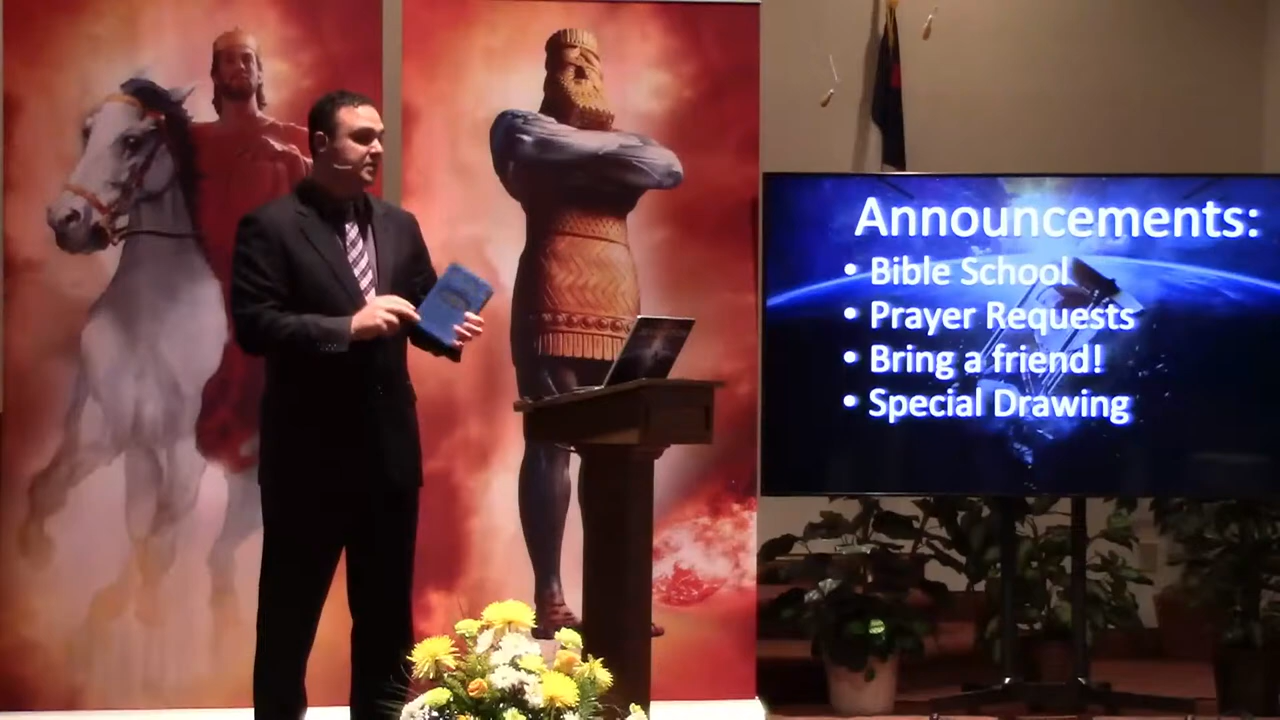 Announcements:
• Bible School
• Prayer Requests
• Bring a friend!
• Special Drawing